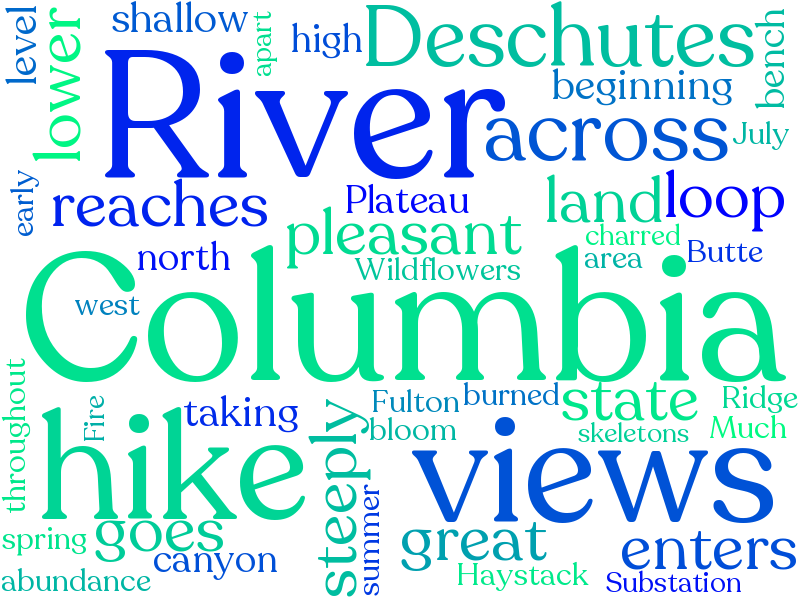 level
shallow
apart
high
Deschutes
bench
lower
River
beginning
across
July
early
reaches
Plateau
land
loop
pleasant
charred
north
Wildflowers
area
Butte
west
Columbia
throughout
Fire
taking
Fulton
burned
state
Ridge
bloom
skeletons
Much
hike
steeply
views
spring
goes
canyon
summer
great
enters
abundance
Haystack
Substation